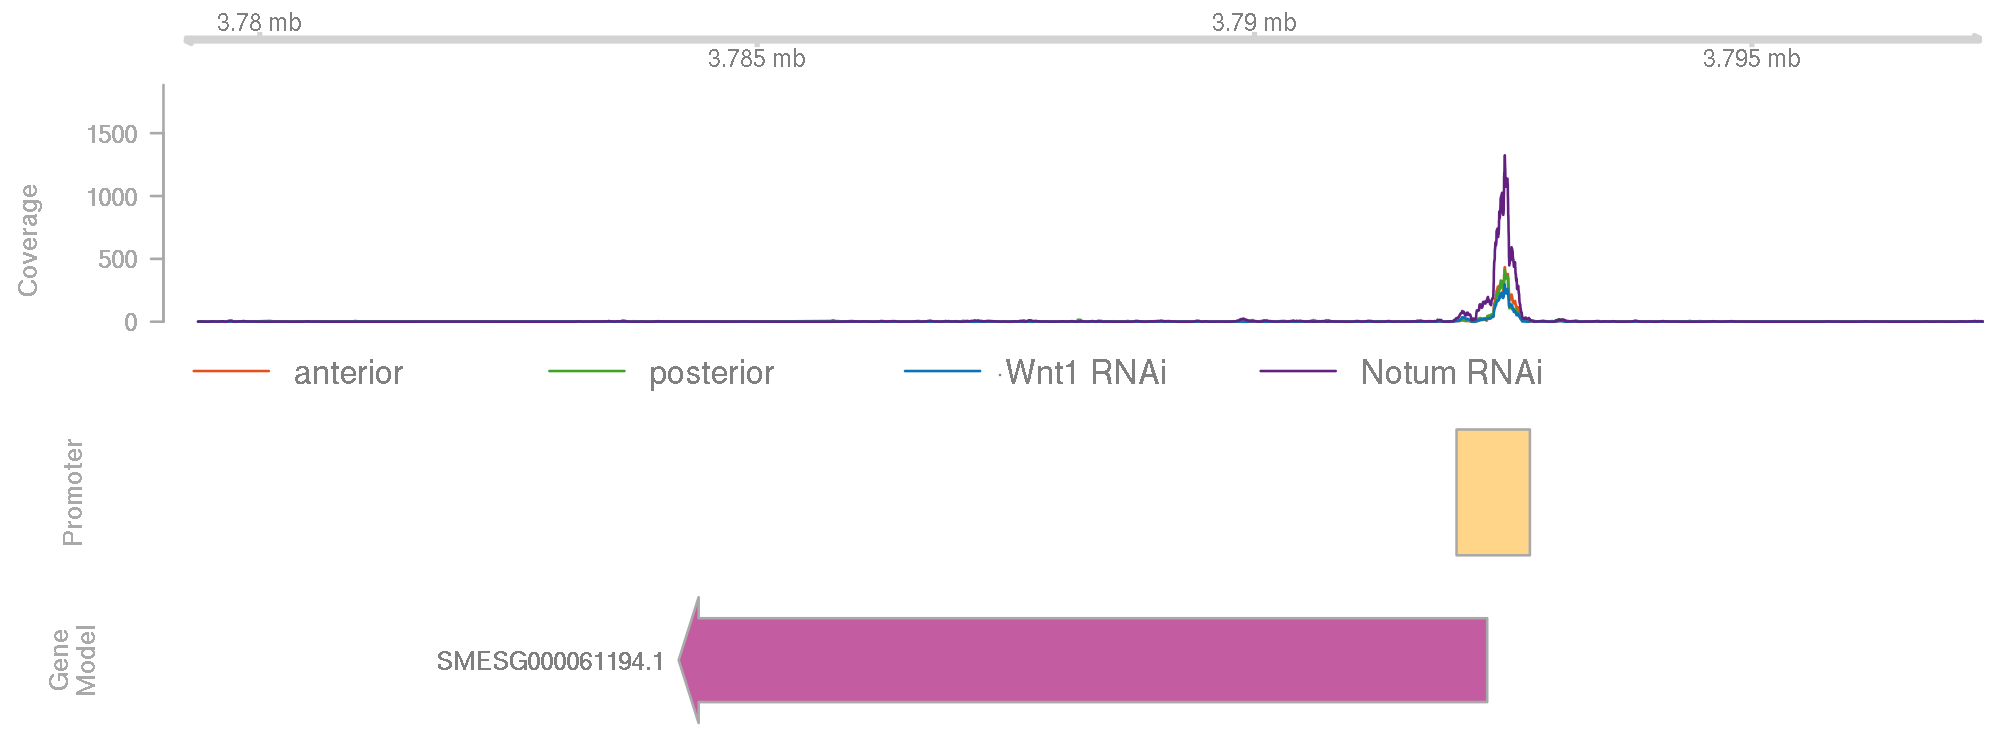 3.78 mb
3.79 mb
3.785 mb
3.795 mb
Coverage
1500
1000
500
0
anterior
posterior
Wnt1 RNAi
Notum RNAi
Promoter
Gene
Model
SMESG000061194.1